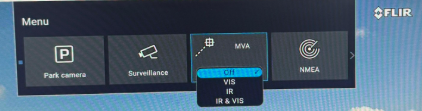 Menu
FLIR
Park camera
Surveillance
MVA
NMEA
Off
VIS
IR
IR & VIS